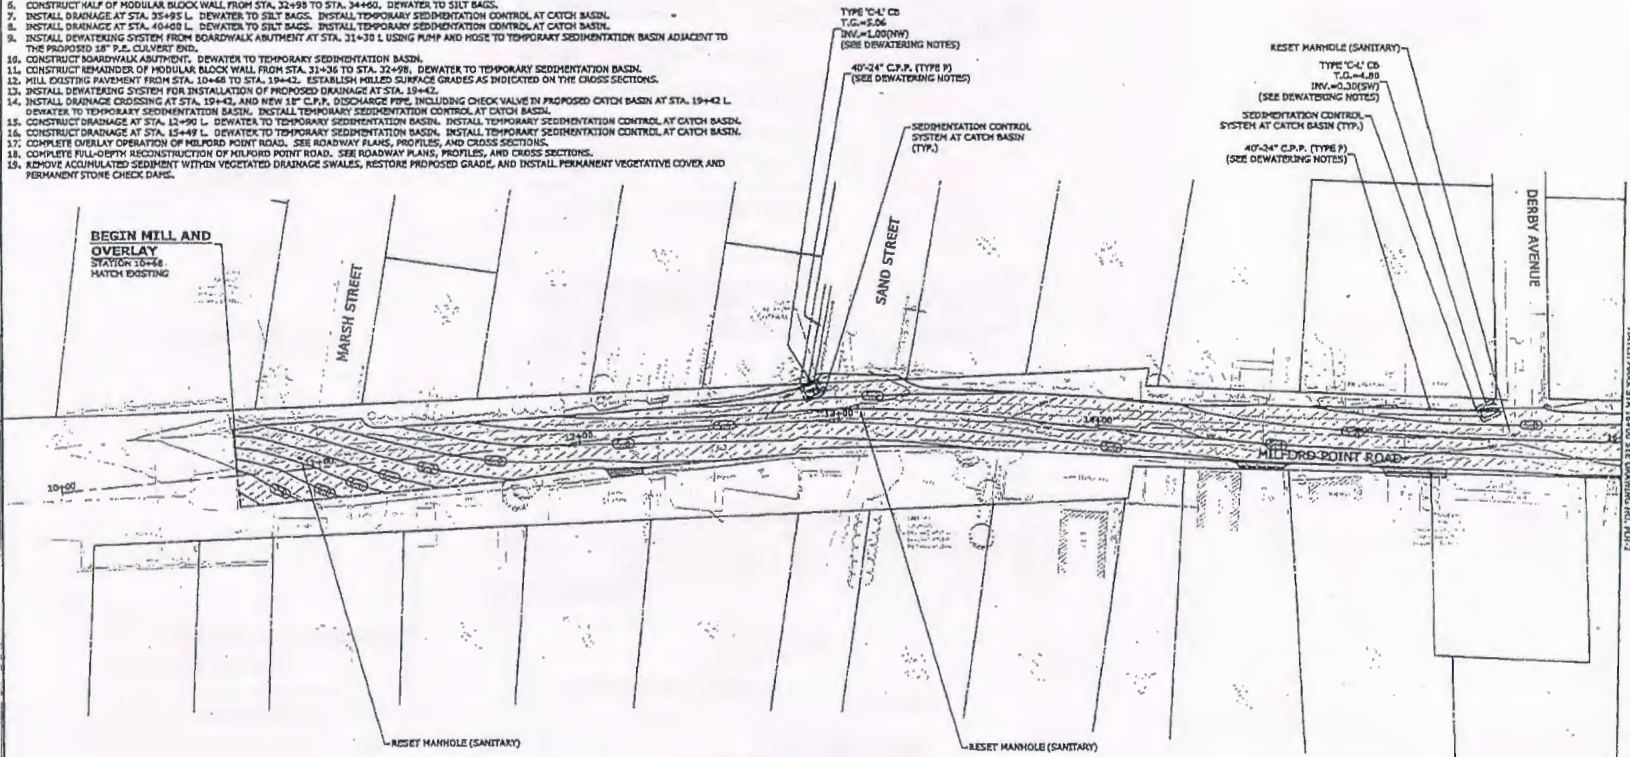 6. CONSTRUCT HALF OF MODULAR BLOCK WALL FROM STA. 32+98 TO STA. 34+60, DEWATER TO SILT BAGS.
7. INSTALL DRAINAGE AT STA. 35+95 L. DEWATER TO SILT BAGS. INSTALL TEMPORARY SEDIMENTATION CONTROL AT CATCH BASIN.
8. INSTALL DRAINAGE AT STA. 40+00 L. DEWATER TO SILT BAGS. INSTALL TEMPORARY SEDIMENTATION CONTROL AT CATCH BASIN.
9. INSTALL DEWATERING SYSTEM FROM BOARDWALK ABUTMENT AT STA. 31+30 L USING PUMP AND HOSE TO TEMPORARY SEDIMENTATION BASIN ADJACENT TO
THE PROPOSED 18" P.E. CULVERT END.
10. CONSTRUCT BOARDWALK ABUTMENT. DEWATER TO TEMPORARY SEDIMENTATION BASIN.
11. CONSTRUCT REMAINDER OF MODULAR BLOCK WALL FROM STA. 31+36 TO STA. 32+98, DEWATER TO TEMPORARY SEDIMENTATION BASIN.
12. MILL EXISTING PAVEMENT FROM STA. 10+68 TO STA. 19+42. ESTABLISH MILLED SURFACE GRADES AS INDICATED ON THE CROSS SECTIONS.
13. INSTALL DEWATERING SYSTEM FOR INSTALLATION OF PROPOSED DRAINAGE AT STA. 19+42.
14. INSTALL DRAINAGE CROSSING AT STA. 19+42, AND NEW 18" C.P.P. DISCHARGE PIPE, INCLUDING CHECK VALVE IN PROPOSED CATCH BASIN AT STA. 19+42 L
DEWATER TO TEMPORARY SEDIMENTATION BASIN. INSTALL TEMPORARY SEDIMENTATION CONTROL AT CATCH BASIN.
15. CONSTRUCT DRAINAGE AT STA. 12+90 L DEWATER TO TEMPORARY SEDIMENTATION BASIN. INSTALL TEMPORARY SEDIMENTATION CONTROL AT CATCH BASIN.
16. CONSTRUCT DRAINAGE AT STA. 15+49 L DEWATER TO TEMPORARY SEDIMENTATION BASIN. INSTALL TEMPORARY SEDIMENTATION CONTROL AT CATCH BASIN.
17. COMPLETE OVERLAY OPERATION OF MILFORD POINT ROAD. SEE ROADWAY PLANS, PROFILES, AND CROSS SECTIONS.
18. COMPLETE FULL-DEPTH RECONSTRUCTION OF MILFORD POINT ROAD. SEE ROADWAY PLANS, PROFILES, AND CROSS SECTIONS.
19. REMOVE ACCUMULATED SEDIMENT WITHIN VEGETATED DRAINAGE SWALES, RESTORE PROPOSED GRADE, AND INSTALL PERMANENT VEGETATIVE COVER AND
PERMANENT STONE CHECK DAMS.
TYPE "C-L" CB
T.G.=5.06
INV.=1.00(NW)
(SEE DEWATERING NOTES)
40'-24" C.P.P. (TYPE P)
(SEE DEWATERING NOTES)
SEDIMENTATION CONTROL
SYSTEM AT CATCH BASIN
(TYP.)
RESET MANHOLE (SANITARY)
TYPE "C-L" CB
T.G.=4.80
INV.=0.30(SW)
(SEE DEWATERING NOTES)
SEDIMENTATION CONTROL
SYSTEM AT CATCH BASIN (TYP.)
40'-24" C.P.P. (TYPE P)
(SEE DEWATERING NOTES)
BEGIN MILL AND
OVERLAY
STATION 10+68
MATCH EXISTING
MARSH STREET
SAND STREET
DERBY AVENUE
10+00
11+00
12+00
13+00
14+00
MILFORD POINT ROAD
RESET MANHOLE (SANITARY)
RESET MANHOLE (SANITARY)